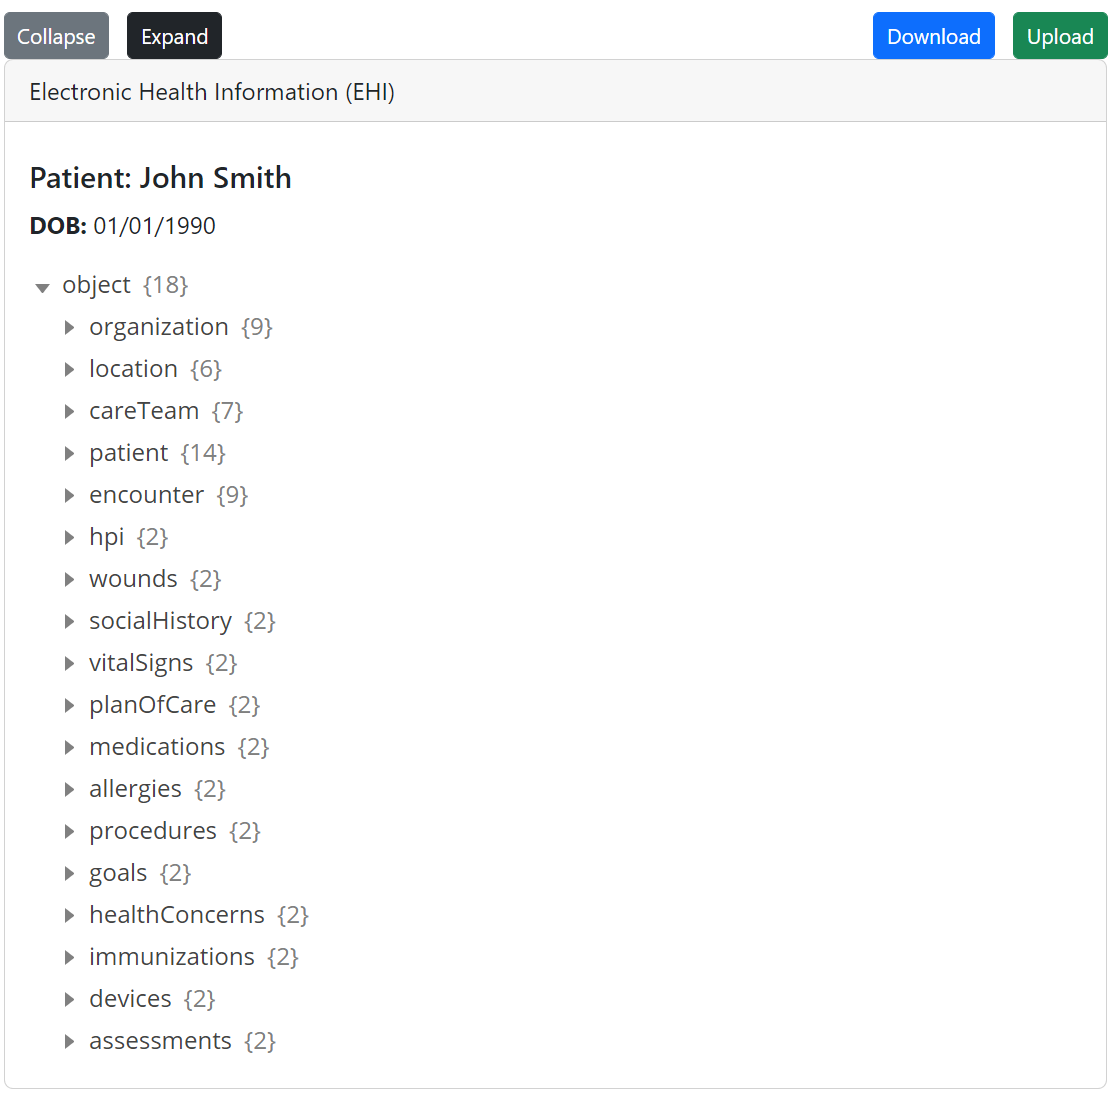 Collapse Expand Download Upload
Electronic Health Information (EHI)
Patient: John Smith
DOB: 01/01/1990
object {18}
organization {9}
location {6}
careTeam {7}
patient {14}
encounter {9}
hpi {2}
wounds {2}
socialHistory {2}
vitalSigns {2}
planOfCare {2}
medications {2}
allergies {2}
procedures {2}
goals {2}
healthConcerns {2}
immunizations {2}
devices {2}
assessments {2}